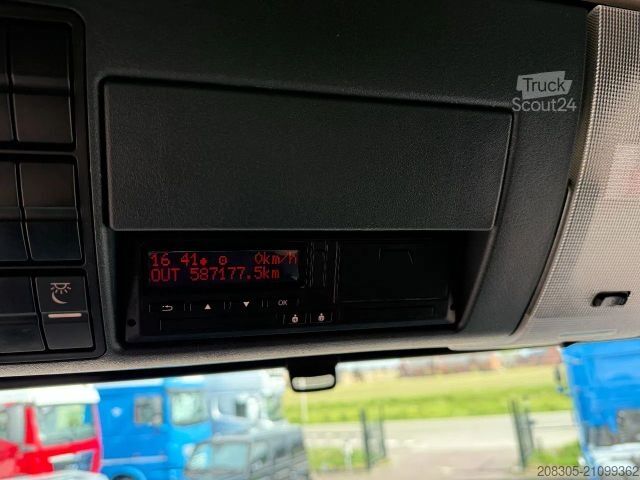 Truck
Scout24
16 41 0km/h
OUT 587177.5km
OK
208305-21099362